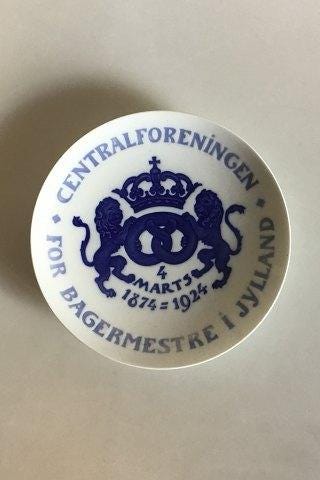 CENTRALFORENINGEN
FOR BAGERMESTRE I JYLLAND
4
MARTS
1874=1924